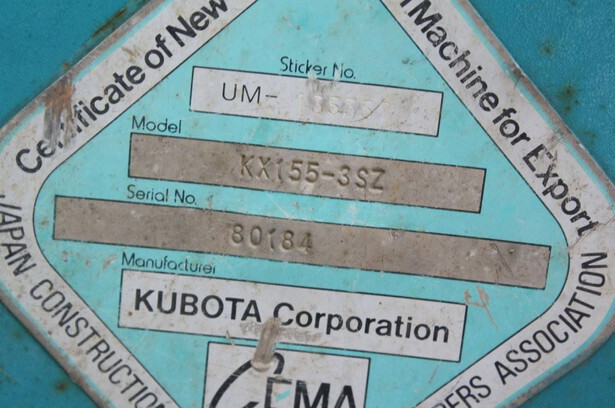 Certificate of New
Machine for Export
Sticker No.
UM-
Model
KX155-3SZ
Serial No.
80184
Manufacturer
KUBOTA Corporation
CEMA
JAPAN CONSTRUCTION
ASSOCIATION